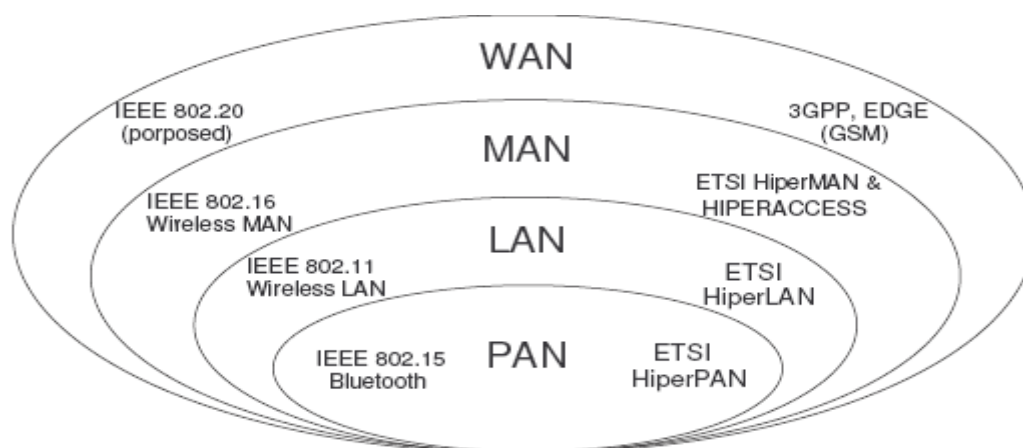 WAN
IEEE 802.20
(porposed)
3GPP, EDGE
(GSM)
MAN
IEEE 802.16
Wireless MAN
ETSI HiperMAN &
HIPERACCESS
LAN
IEEE 802.11
Wireless LAN
ETSI
HiperLAN
PAN
IEEE 802.15
Bluetooth
ETSI
HiperPAN